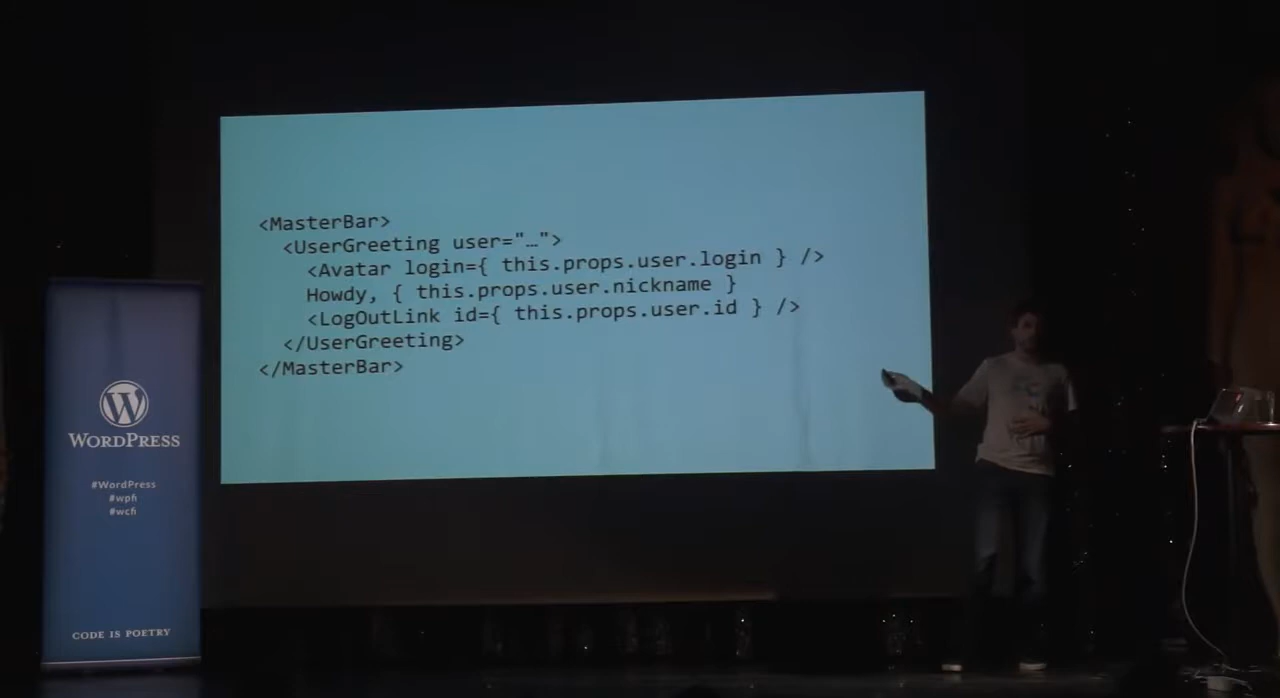 <MasterBar>
<UserGreeting user="…">
<Avatar login={ this.props.user.login } />
Howdy, { this.props.user.nickname }
<LogOutLink id={ this.props.user.id } />
</UserGreeting>
</MasterBar>
WORDPRESS
#WordPress
#wpfi
#wcfi
CODE IS POETRY